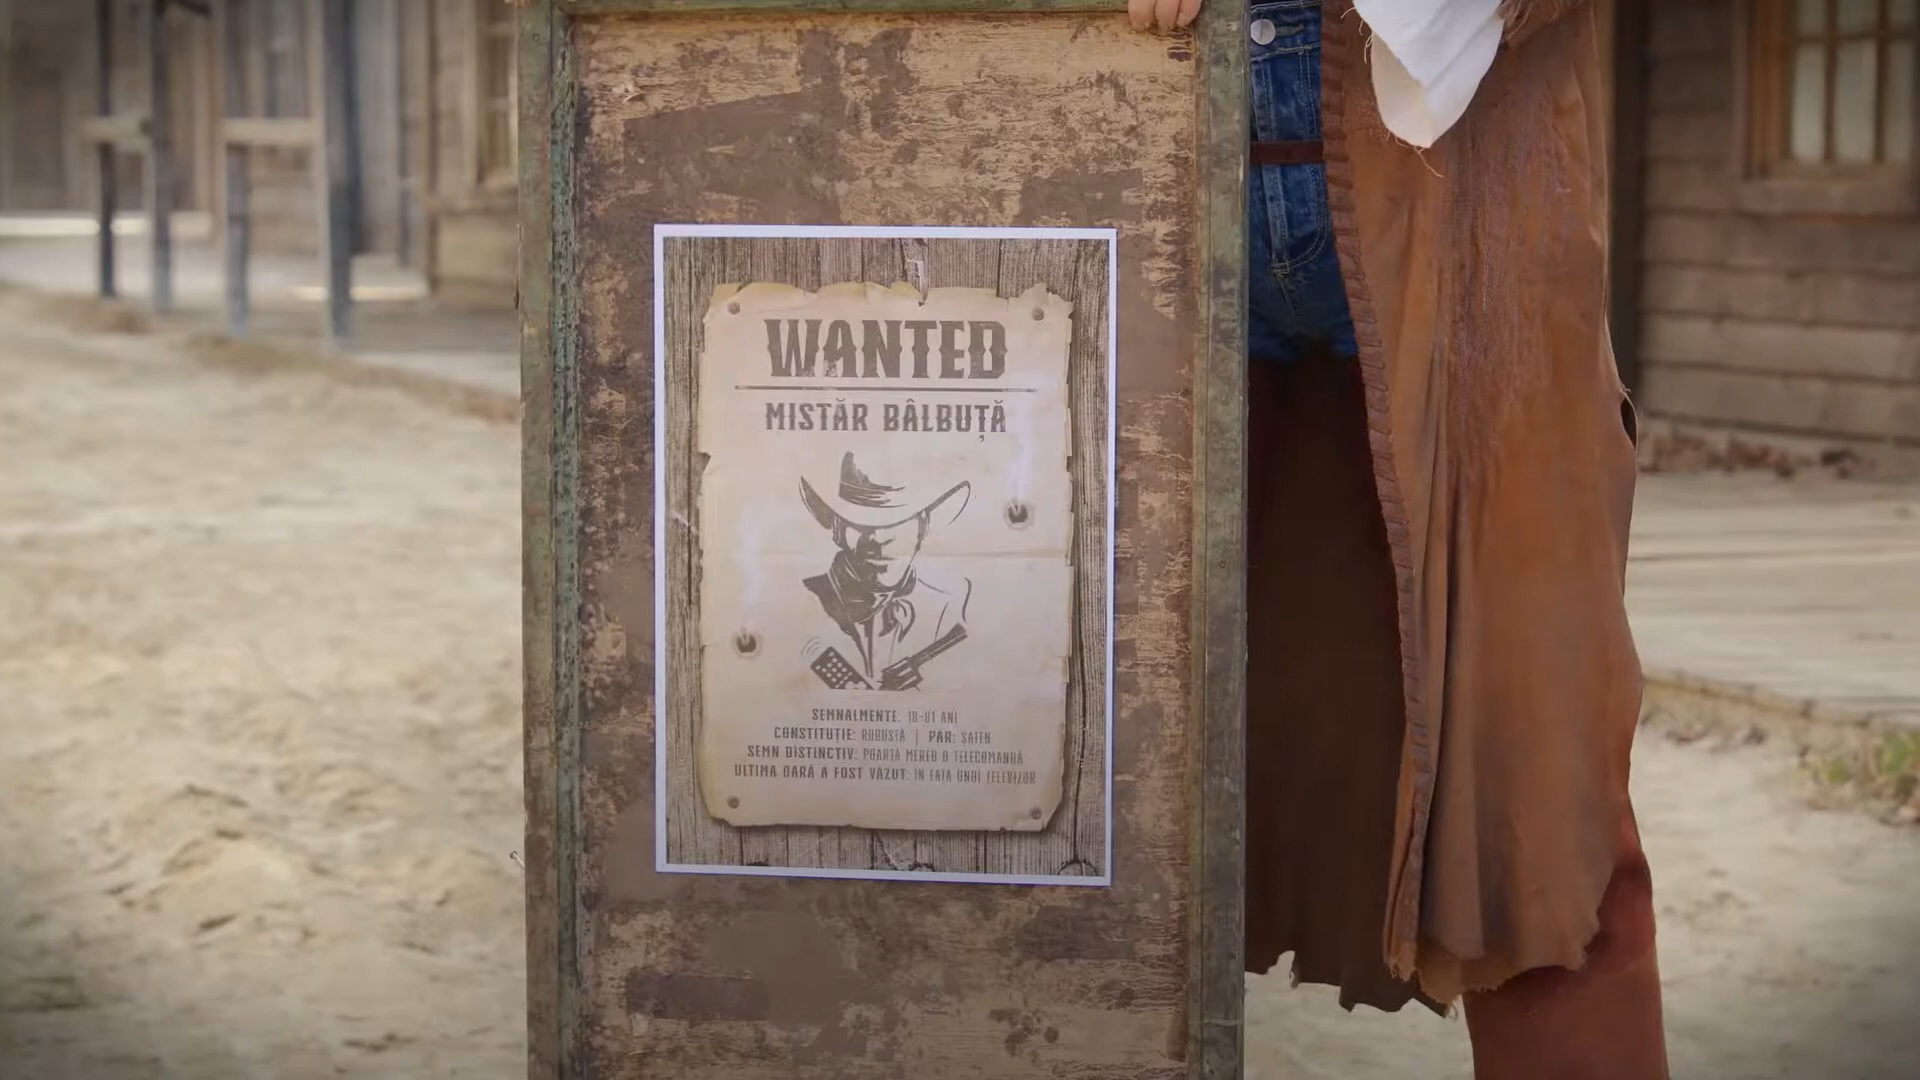 WANTED
MISTĂR BÂLBUȚĂ
SEMNALMENTE: 18-81 ANI
CONSTITUȚIE: ROBUSTĂ | PĂR: ȘATEN
SEMN DISTINCTIV: POARTĂ MEREU O TELECOMANDĂ
ULTIMA OARĂ A FOST VĂZUT: ÎN FAȚA UNUI TELEVIZOR